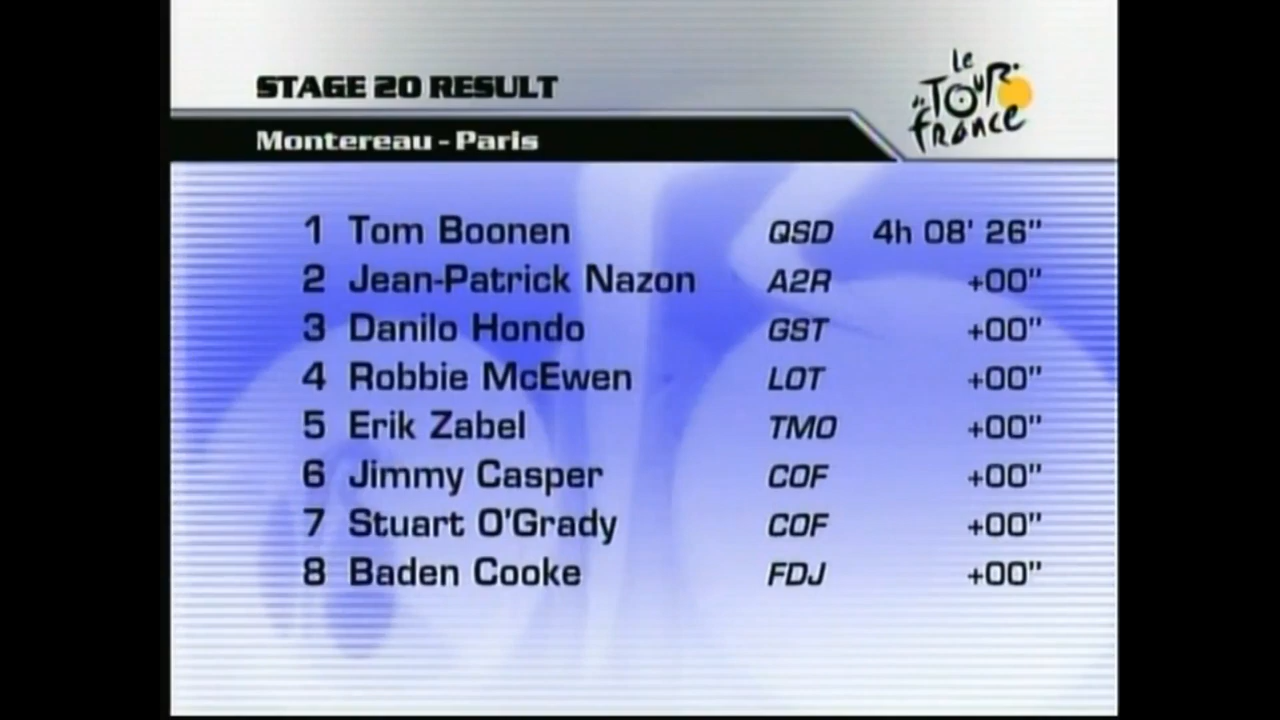 STAGE 20 RESULT
Le
TOUR
de
france
Montereau - Paris
1 Tom Boonen QSD 4h 08' 26"
2 Jean-Patrick Nazon A2R +00"
3 Danilo Hondo GST +00"
4 Robbie McEwen LOT +00"
5 Erik Zabel TMO +00"
6 Jimmy Casper COF +00"
7 Stuart O'Grady COF +00"
8 Baden Cooke FDJ +00"